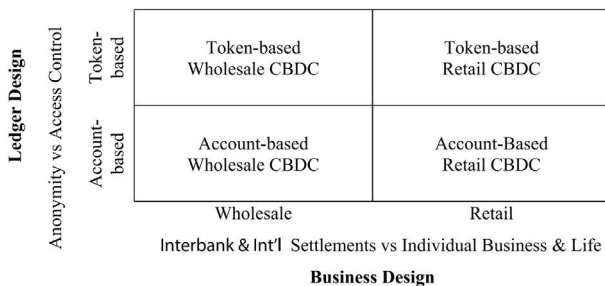 Ledger Design
Anonymity vs Access Control
Token-
based
Token-based
Wholesale CBDC
Token-based
Retail CBDC
Account-
based
Account-based
Wholesale CBDC
Account-Based
Retail CBDC
Wholesale
Retail
Interbank & Int'l Settlements vs Individual Business & Life
Business Design